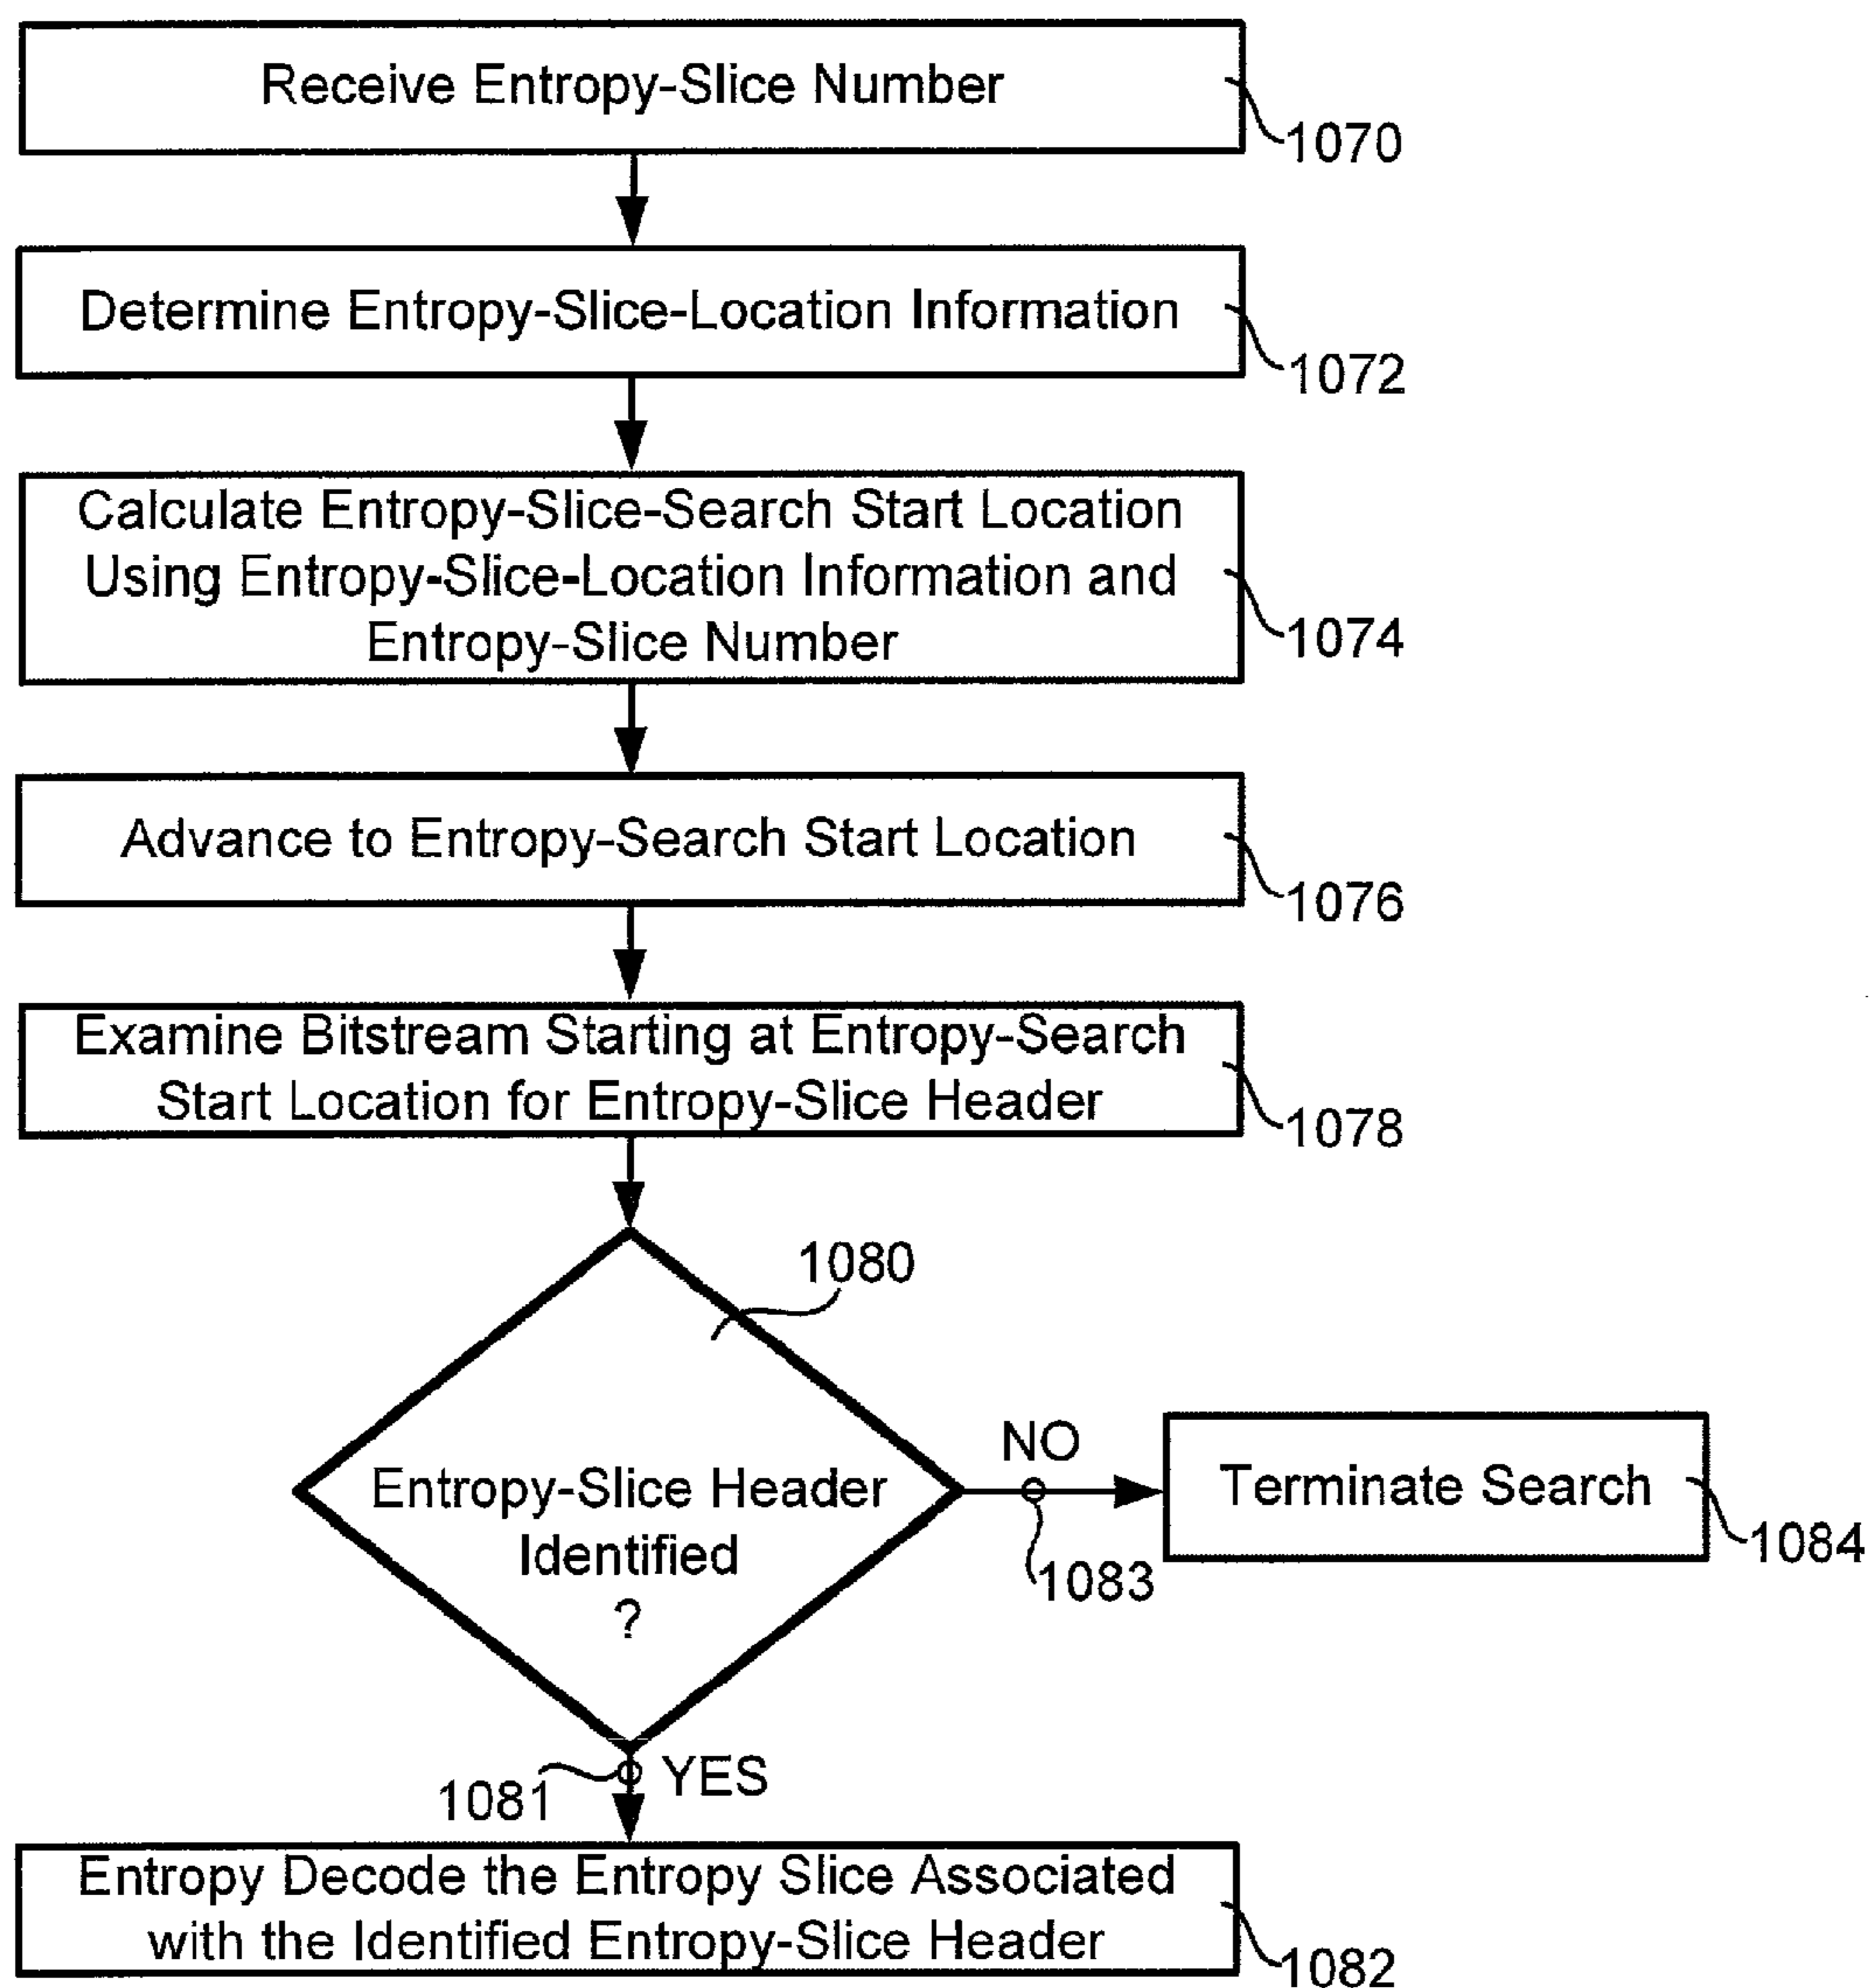 Receive Entropy-Slice Number
1070
Determine Entropy-Slice-Location Information
1072
Calculate Entropy-Slice-Search Start Location
Using Entropy-Slice-Location Information and
Entropy-Slice Number
1074
Advance to Entropy-Search Start Location
1076
Examine Bitstream Starting at Entropy-Search
Start Location for Entropy-Slice Header
1078
1080
Entropy-Slice Header
Identified
?
NO
1083
Terminate Search
1084
1081
YES
Entropy Decode the Entropy Slice Associated
with the Identified Entropy-Slice Header
1082